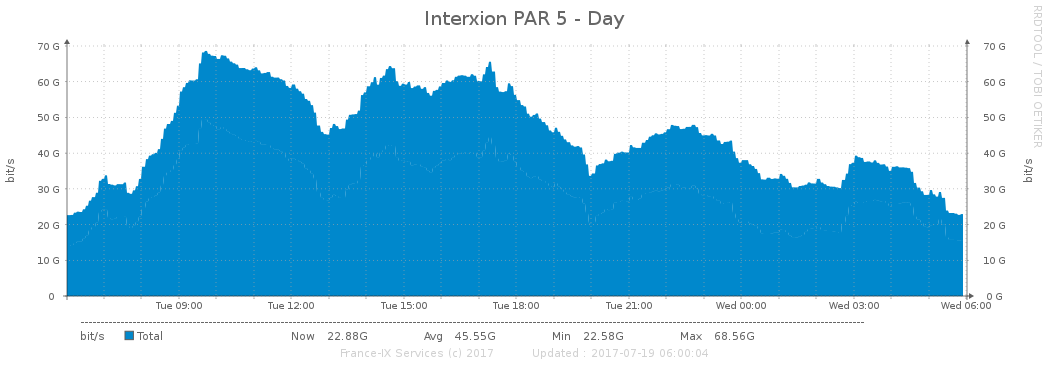 Interxion PAR 5 - Day
RRDTOOL / TOBI OETIKER
bit/s
70 G
60 G
50 G
40 G
30 G
20 G
10 G
0
70 G
60 G
50 G
40 G
30 G
20 G
10 G
0 G
bit/s
Tue 09:00 Tue 12:00 Tue 15:00 Tue 18:00 Tue 21:00 Wed 00:00 Wed 03:00 Wed 06:00
bit/s Total Now 22.88G Avg 45.55G Min 22.58G Max 68.56G
France-IX Services (c) 2017 Updated : 2017-07-19 06:00:04